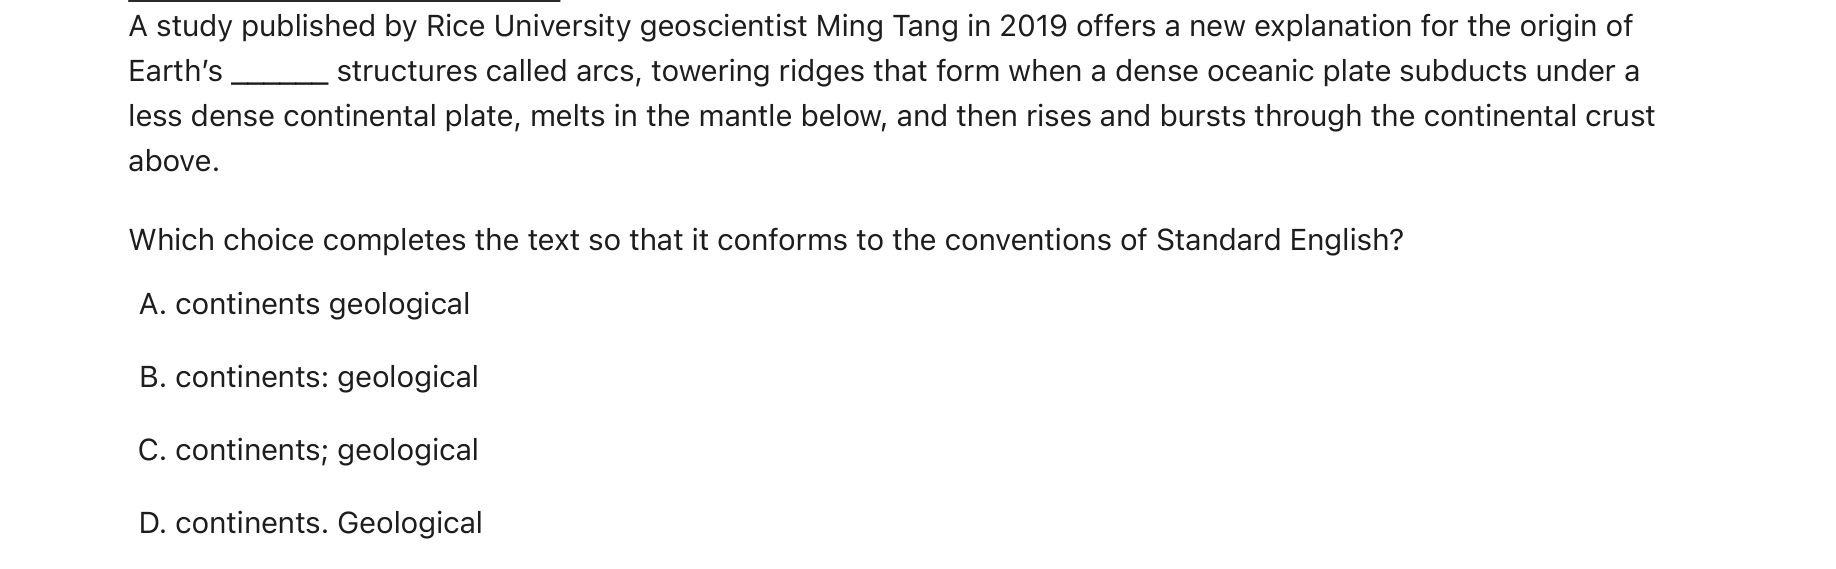 A study published by Rice University geoscientist Ming Tang in 2019 offers a new explanation for the origin of
Earth’s ______ structures called arcs, towering ridges that form when a dense oceanic plate subducts under a
less dense continental plate, melts in the mantle below, and then rises and bursts through the continental crust
above.
Which choice completes the text so that it conforms to the conventions of Standard English?
A. continents geological
B. continents: geological
C. continents; geological
D. continents. Geological